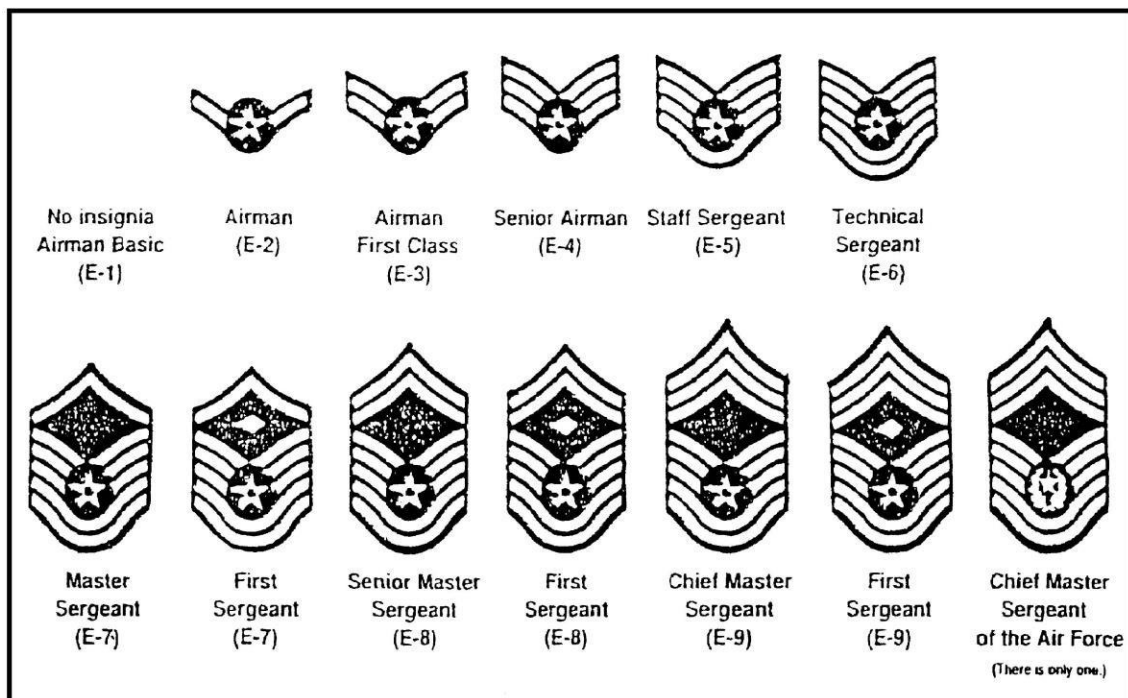 No insignia
Airman Basic
(E-1)
Airman
(E-2)
Airman
First Class
(E-3)
Senior Airman
(E-4)
Staff Sergeant
(E-5)
Technical
Sergeant
(E-6)
Master
Sergeant
(E-7)
First
Sergeant
(E-7)
Senior Master
Sergeant
(E-8)
First
Sergeant
(E-8)
Chief Master
Sergeant
(E-9)
First
Sergeant
(E-9)
Chief Master
Sergeant
of the Air Force
(There is only one.)